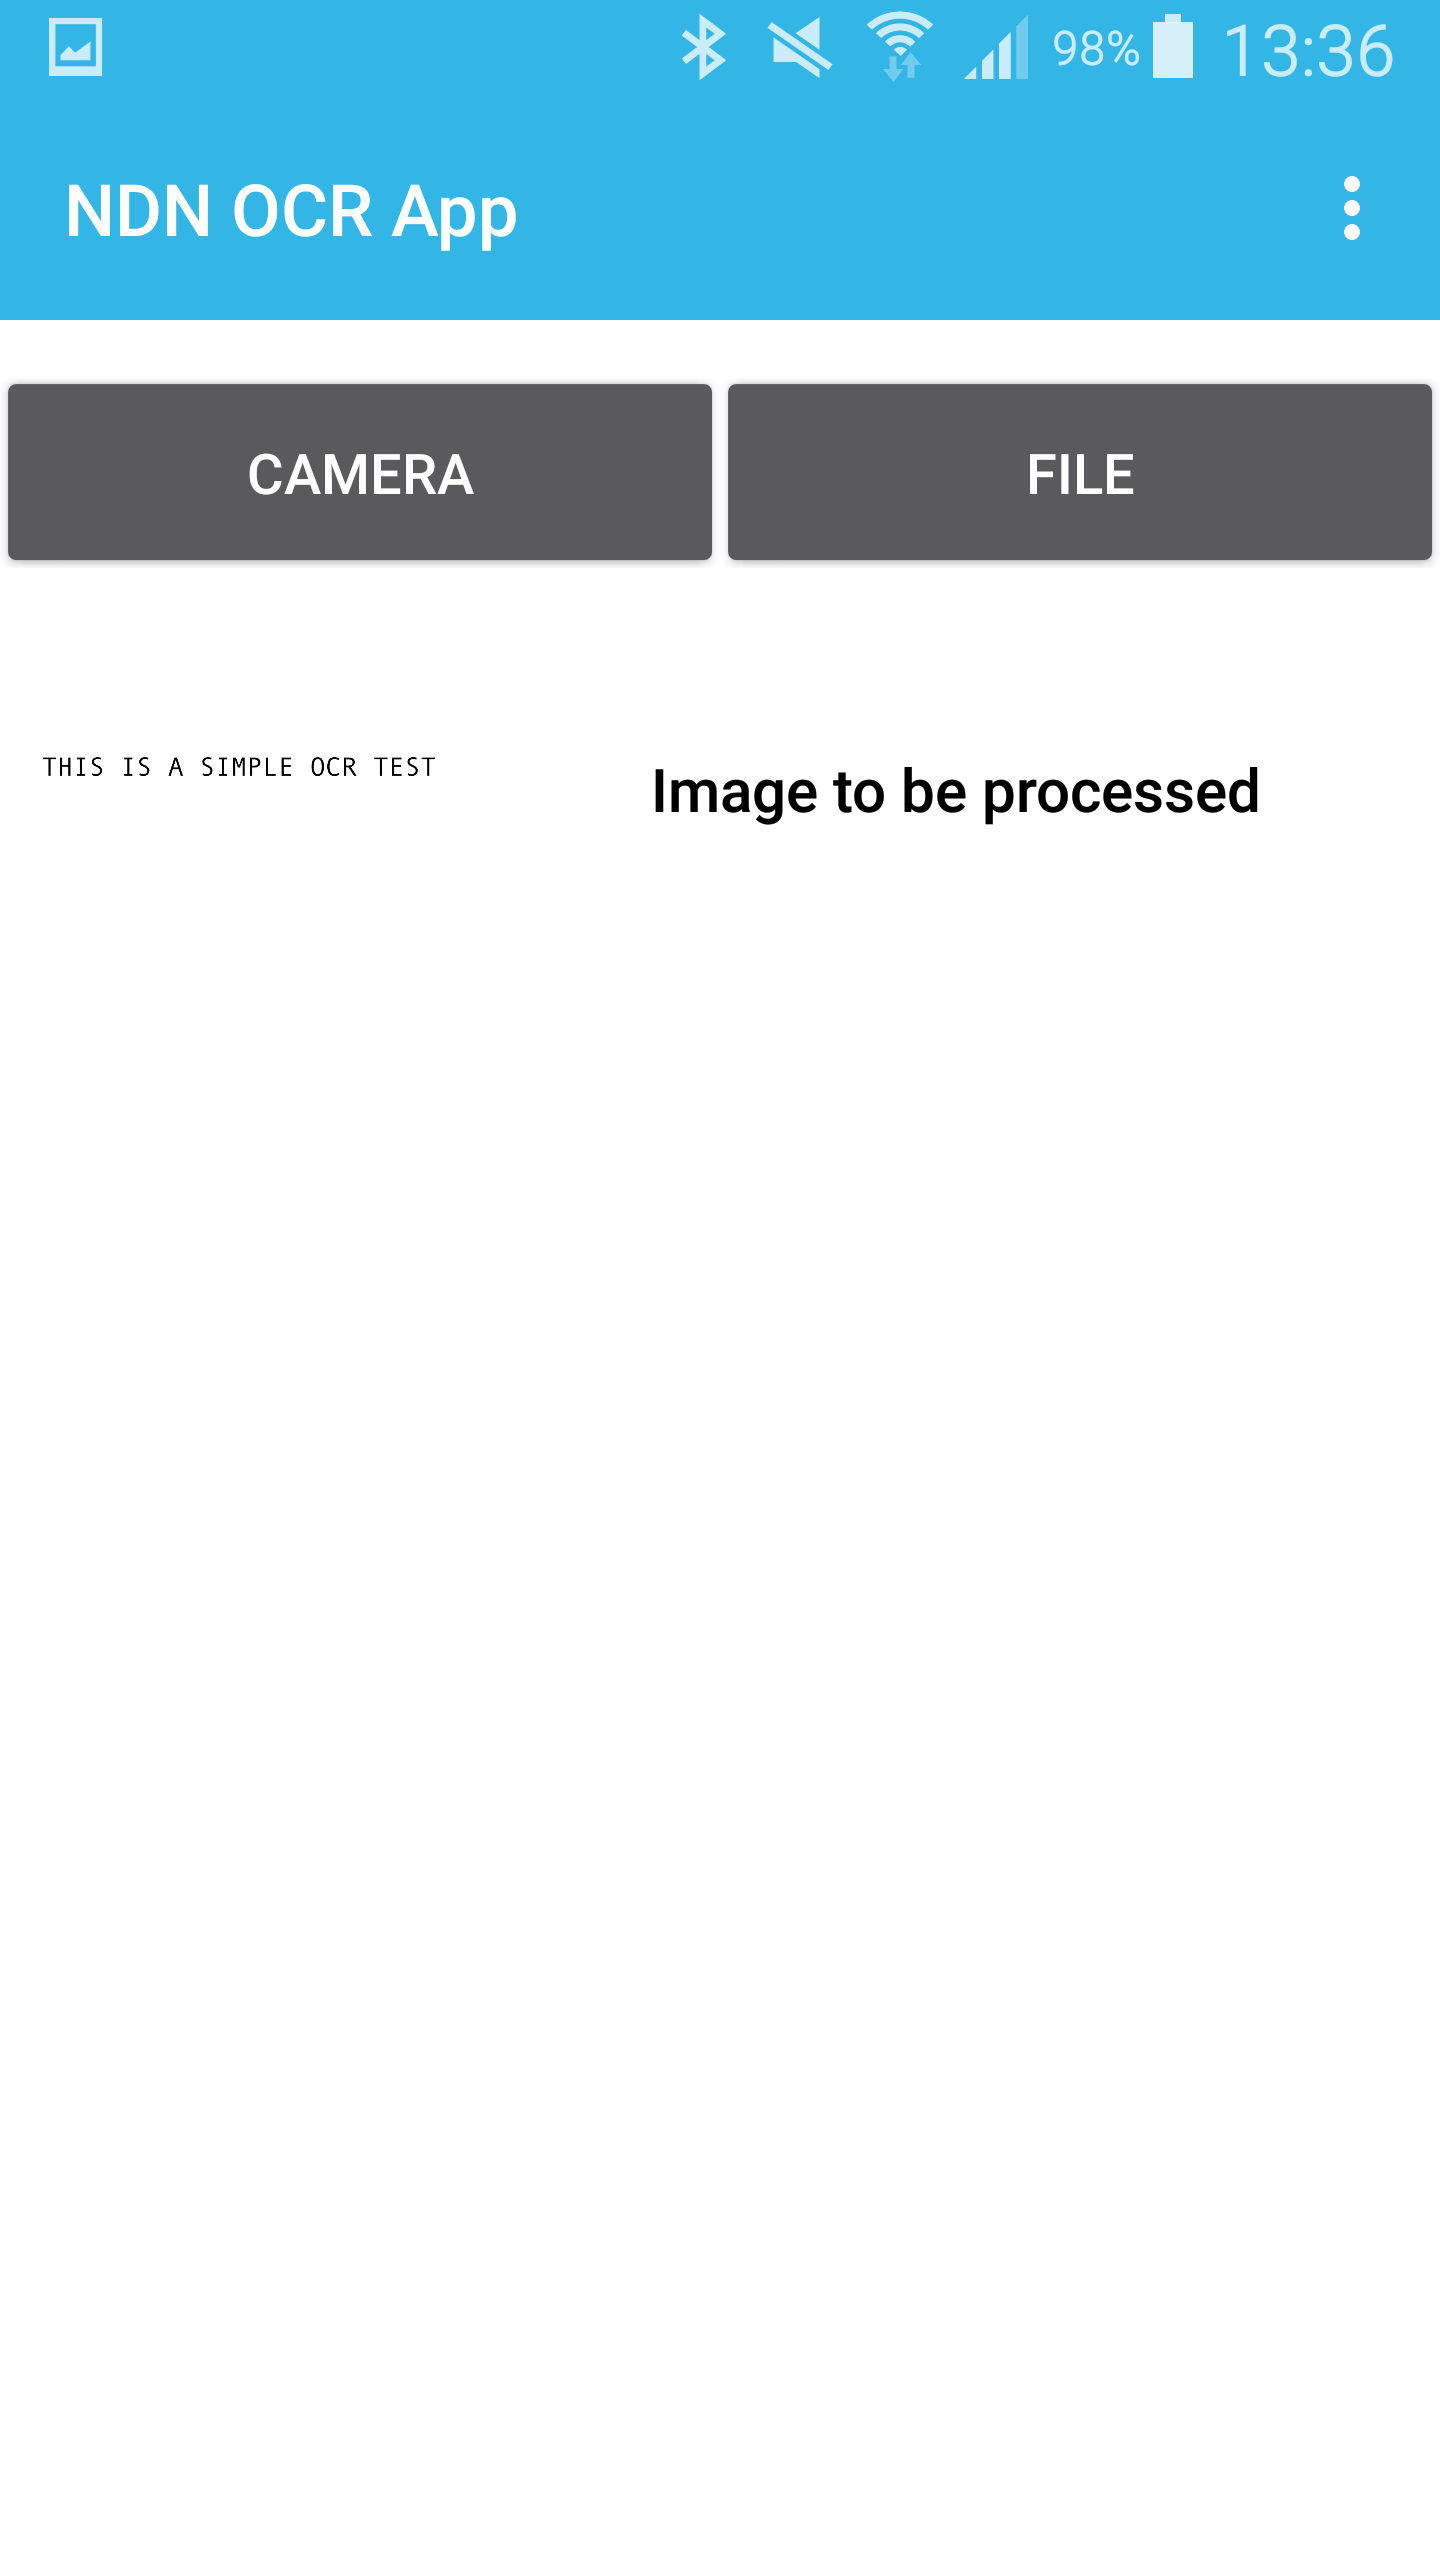 98% 13:36
NDN OCR App
CAMERA FILE
THIS IS A SIMPLE OCR TEST
Image to be processed